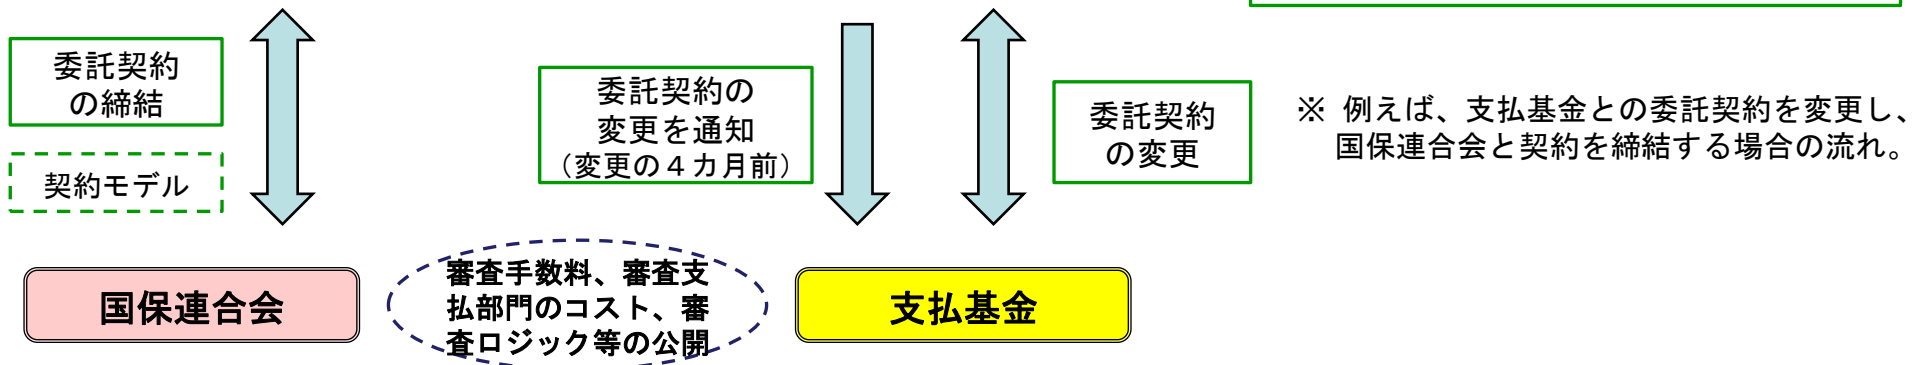 委託契約
の締結
契約モデル
委託契約の
変更を通知
（変更の４カ月前）
委託契約
の変更
※ 例えば、支払基金との委託契約を変更し、
国保連合会と契約を締結する場合の流れ。
国保連合会
審査手数料、審査支
払部門のコスト、審
査ロジック等の公開
支払基金